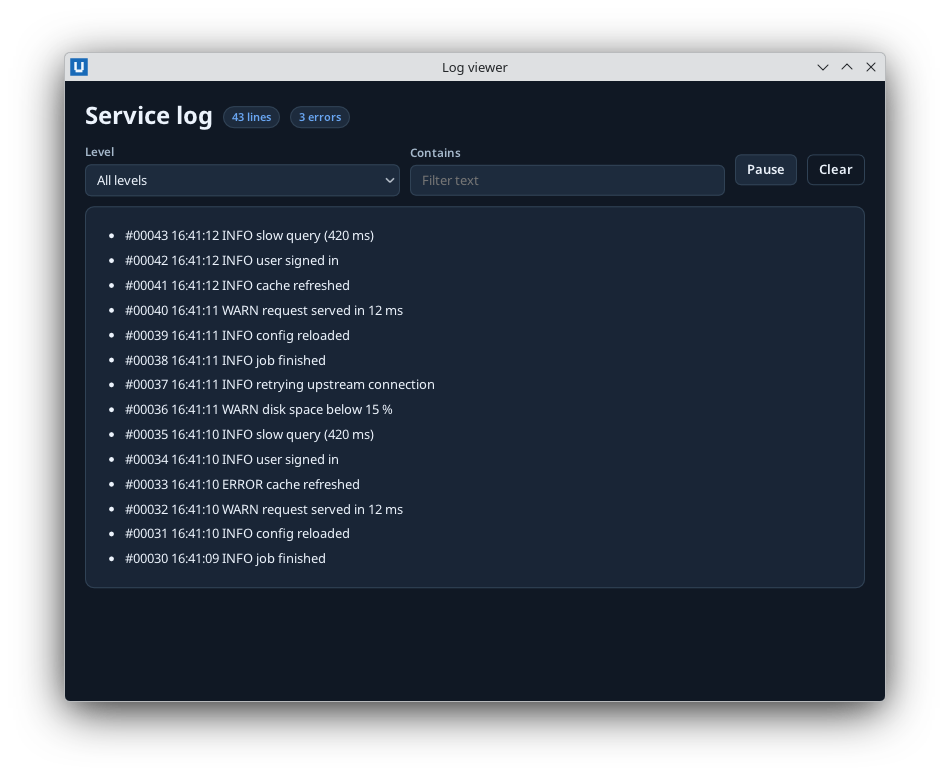 Log viewer
Service log 43 lines 3 errors
Level Contains
All levels Filter text Pause Clear
#00043 16:41:12 INFO slow query (420 ms)
#00042 16:41:12 INFO user signed in
#00041 16:41:12 INFO cache refreshed
#00040 16:41:11 WARN request served in 12 ms
#00039 16:41:11 INFO config reloaded
#00038 16:41:11 INFO job finished
#00037 16:41:11 INFO retrying upstream connection
#00036 16:41:11 WARN disk space below 15 %
#00035 16:41:10 INFO slow query (420 ms)
#00034 16:41:10 INFO user signed in
#00033 16:41:10 ERROR cache refreshed
#00032 16:41:10 WARN request served in 12 ms
#00031 16:41:10 INFO config reloaded
#00030 16:41:09 INFO job finished